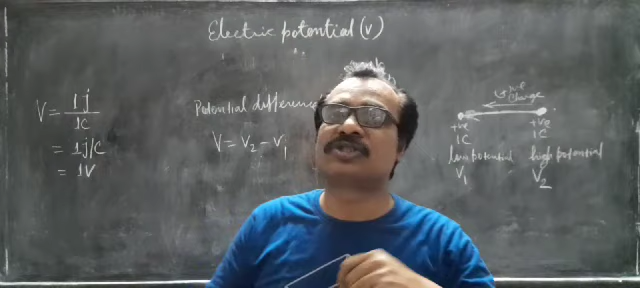 Electric potential (v)
V = 1j
1C
= 1j/C
= 1V
Potential difference
V = V2 - V1
+ve
charge
+ve
1C
low potential
V1
+ve
1C
high potential
V2